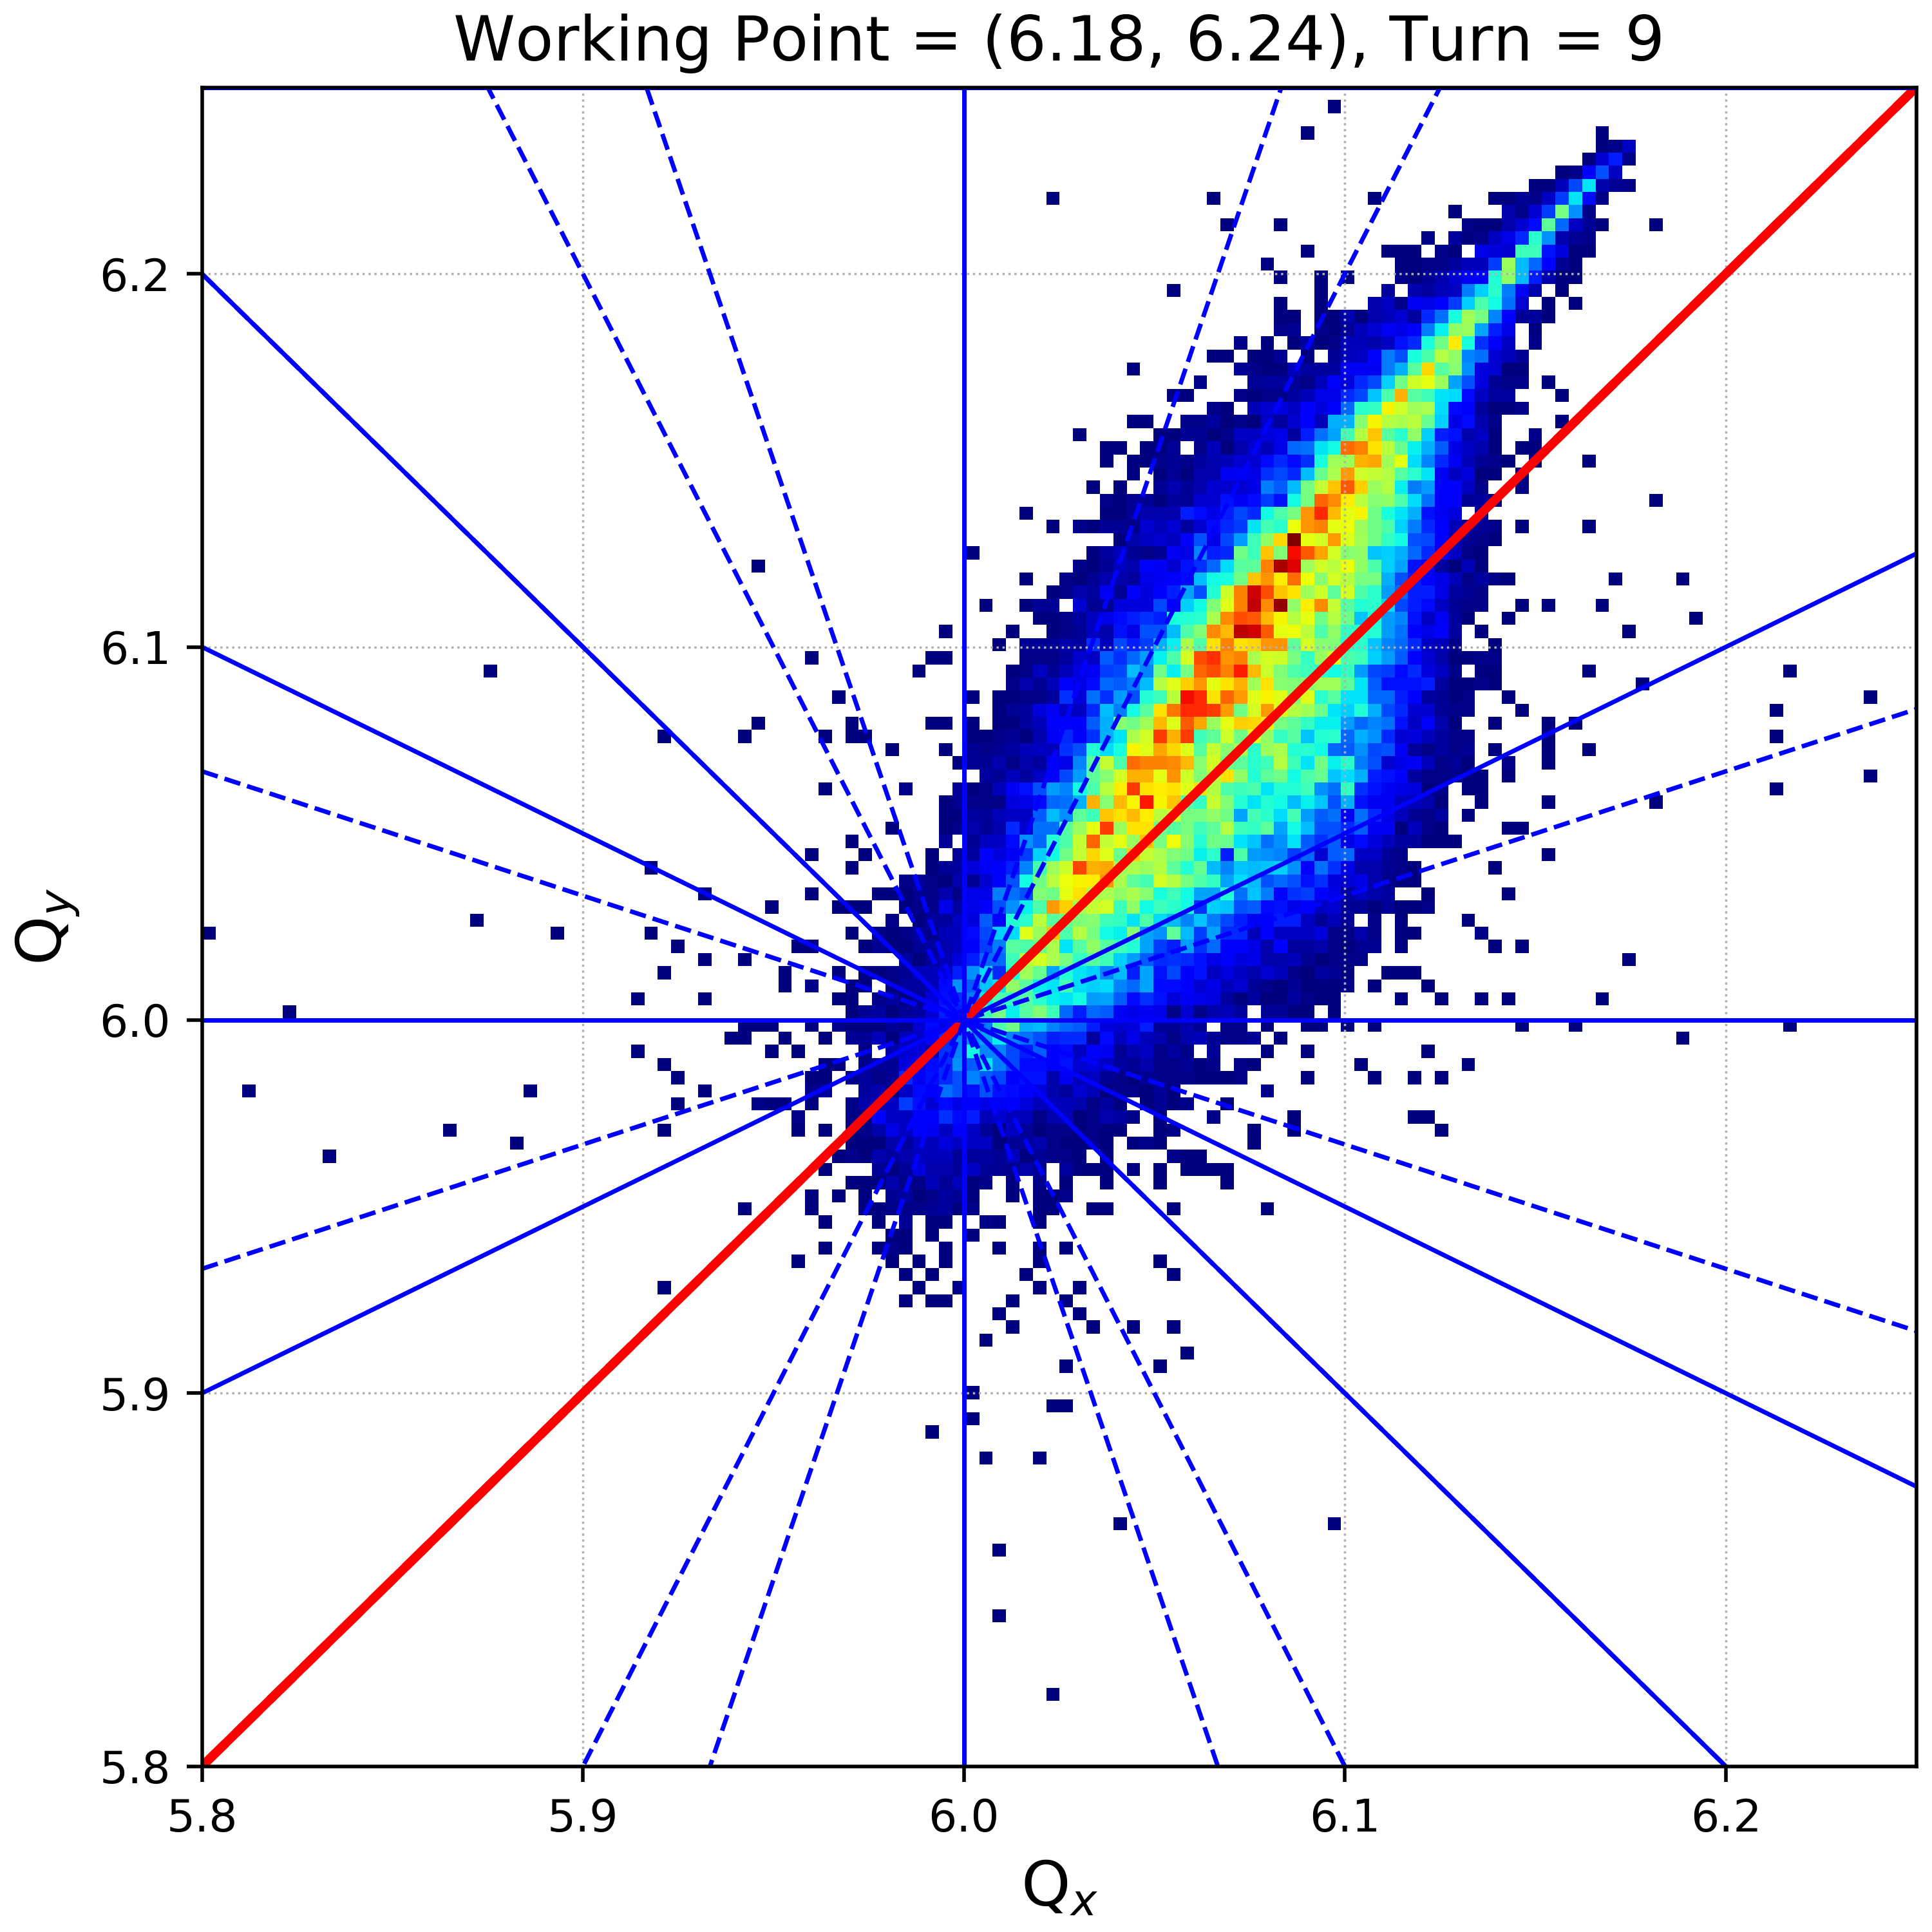 Working Point = (6.18, 6.24), Turn = 9
6.2
6.1
6.0
5.9
5.8
Qy
5.8 5.9 6.0 6.1 6.2
Qx